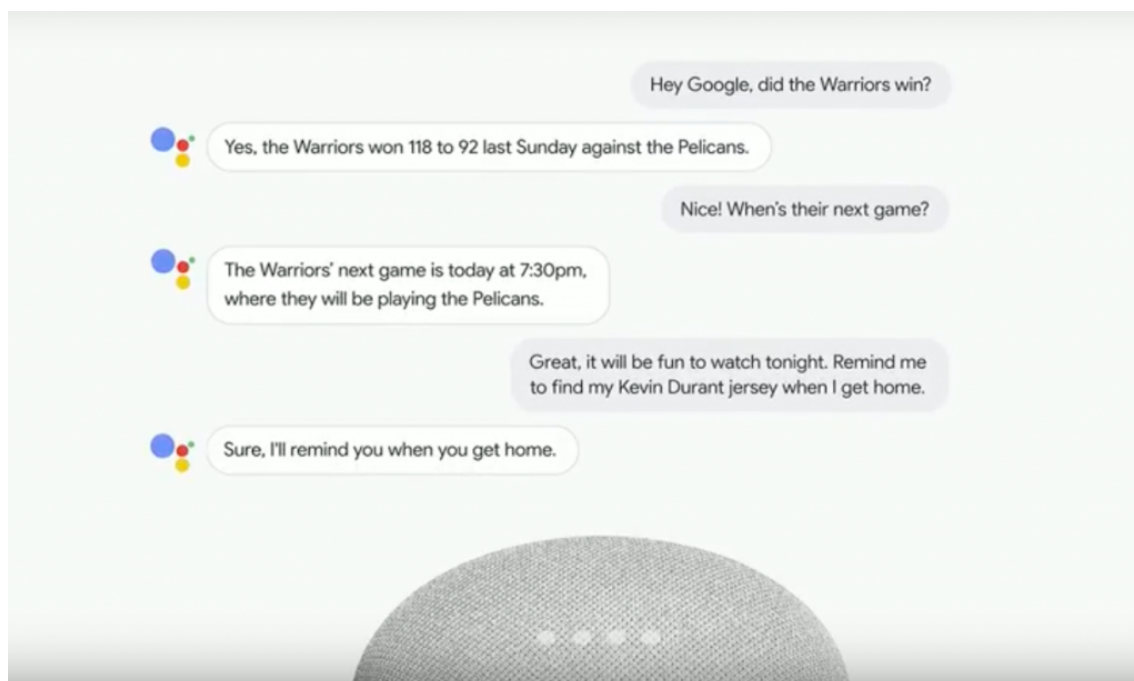 Hey Google, did the Warriors win?
Yes, the Warriors won 118 to 92 last Sunday against the Pelicans.
Nice! When's their next game?
The Warriors' next game is today at 7:30pm,
where they will be playing the Pelicans.
Great, it will be fun to watch tonight. Remind me
to find my Kevin Durant jersey when I get home.
Sure, I'll remind you when you get home.